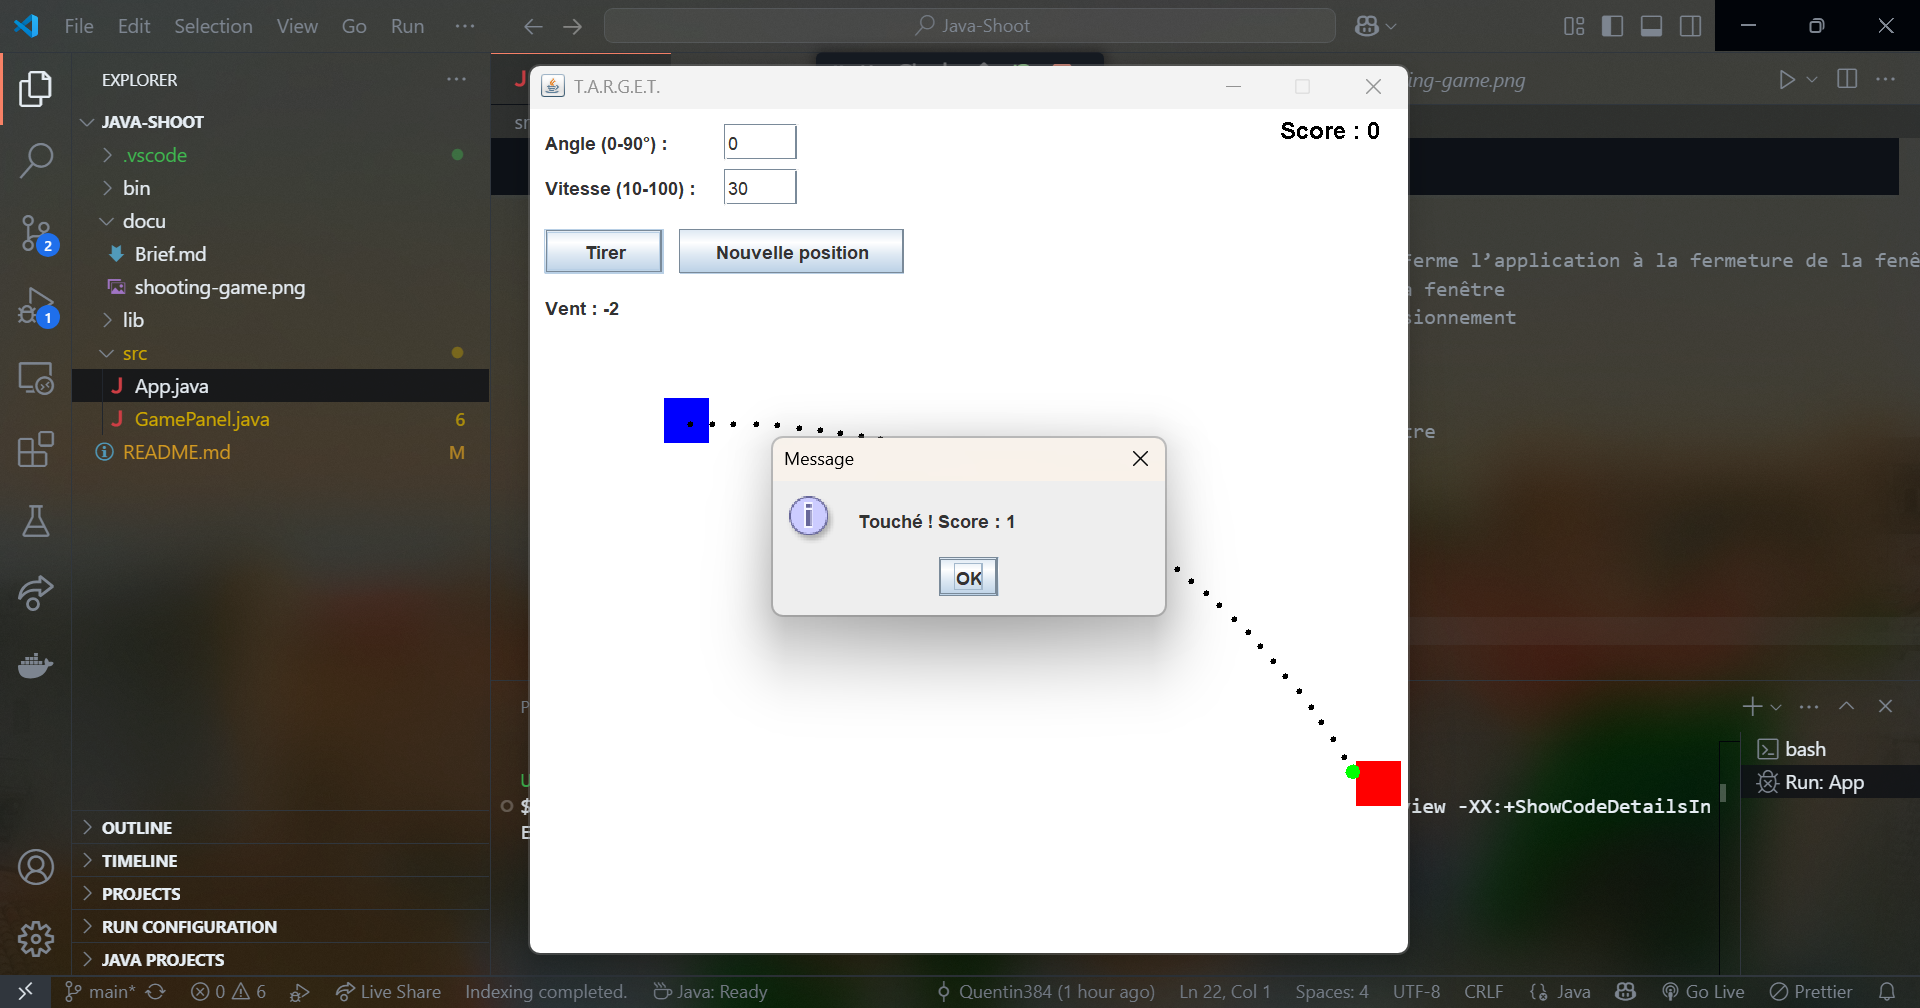 File Edit Selection View Go Run ···
Java-Shoot
EXPLORER
JAVA-SHOOT
.vscode
bin
docu
Brief.md
shooting-game.png
lib
src
App.java
GamePanel.java 6
README.md M
2
1
OUTLINE
TIMELINE
PROJECTS
RUN CONFIGURATION
JAVA PROJECTS
ing-game.png
T.A.R.G.E.T.
Angle (0-90°) : 0
Score : 0
Vitesse (10-100) : 30
Tirer Nouvelle position
Vent : -2
Message
Touché ! Score : 1
OK
ferme l’application à la fermeture de la fenê
a fenêtre
sionnement
tre
bash
Run: App
$ view -XX:+ShowCodeDetailsIn
main* 0 6 Live Share Indexing completed. Java: Ready Quentin384 (1 hour ago) Ln 22, Col 1 Spaces: 4 UTF-8 CRLF {} Java Go Live Prettier